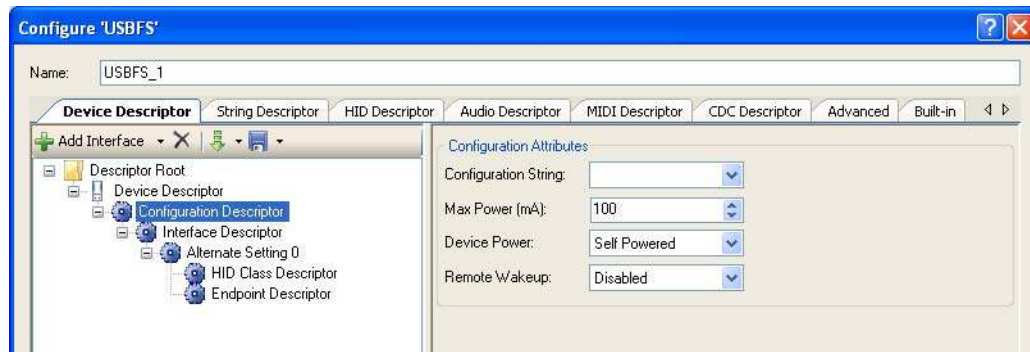 Configure 'USBFS'
Name: USBFS_1
Device Descriptor String Descriptor HID Descriptor Audio Descriptor MIDI Descriptor CDC Descriptor Advanced Built-in
Add Interface
Descriptor Root
Device Descriptor
Configuration Descriptor
Interface Descriptor
Alternate Setting 0
HID Class Descriptor
Endpoint Descriptor
Configuration Attributes
Configuration String:
Max Power (mA): 100
Device Power: Self Powered
Remote Wakeup: Disabled